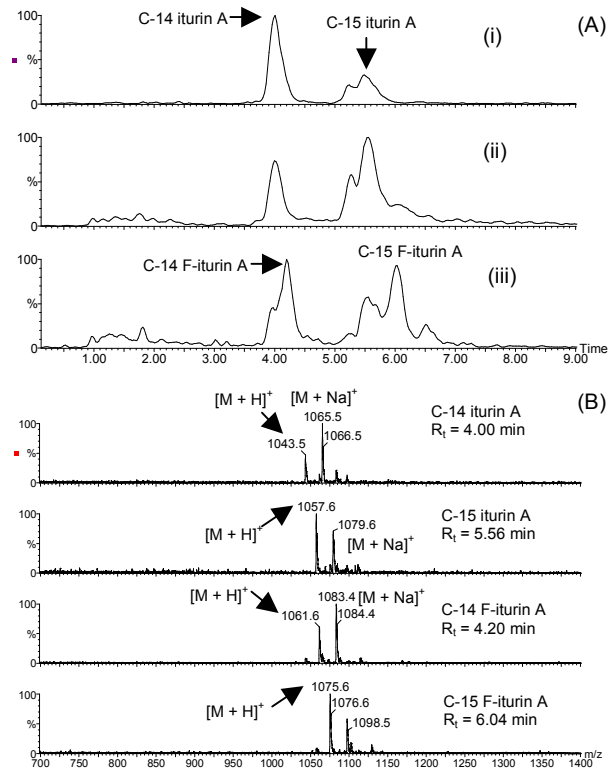 (A)
100
%
0
C-14 iturin A
C-15 iturin A
(i)
100
%
0
(ii)
100
%
0
C-14 F-iturin A
C-15 F-iturin A
(iii)
1.00 2.00 3.00 4.00 5.00 6.00 7.00 8.00 9.00
Time
(B)
[M + H]⁺ [M + Na]⁺
100
%
0
1043.5
1065.5
1066.5
C-14 iturin A
Rₜ = 4.00 min
100
%
0
[M + H]⁺
1057.6
1079.6
[M + Na]⁺
C-15 iturin A
Rₜ = 5.56 min
100
%
0
[M + H]⁺
1061.6
1083.4 [M + Na]⁺
1084.4
C-14 F-iturin A
Rₜ = 4.20 min
100
%
0
[M + H]⁺
1075.6
1076.6
1098.5
C-15 F-iturin A
Rₜ = 6.04 min
700 750 800 850 900 950 1000 1050 1100 1150 1200 1250 1300 1350 1400 m/z